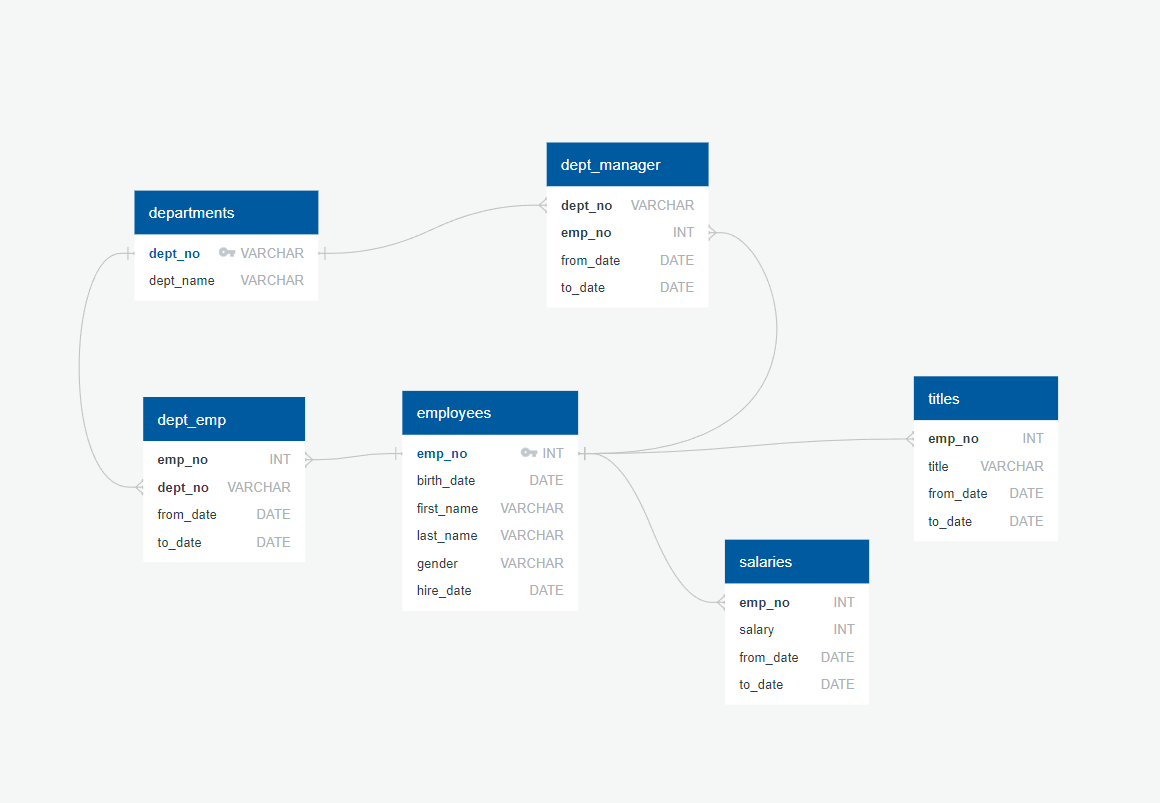 departments
dept_no VARCHAR
dept_name VARCHAR
dept_manager
dept_no VARCHAR
emp_no INT
from_date DATE
to_date DATE
dept_emp
emp_no INT
dept_no VARCHAR
from_date DATE
to_date DATE
employees
emp_no INT
birth_date DATE
first_name VARCHAR
last_name VARCHAR
gender VARCHAR
hire_date DATE
titles
emp_no INT
title VARCHAR
from_date DATE
to_date DATE
salaries
emp_no INT
salary INT
from_date DATE
to_date DATE